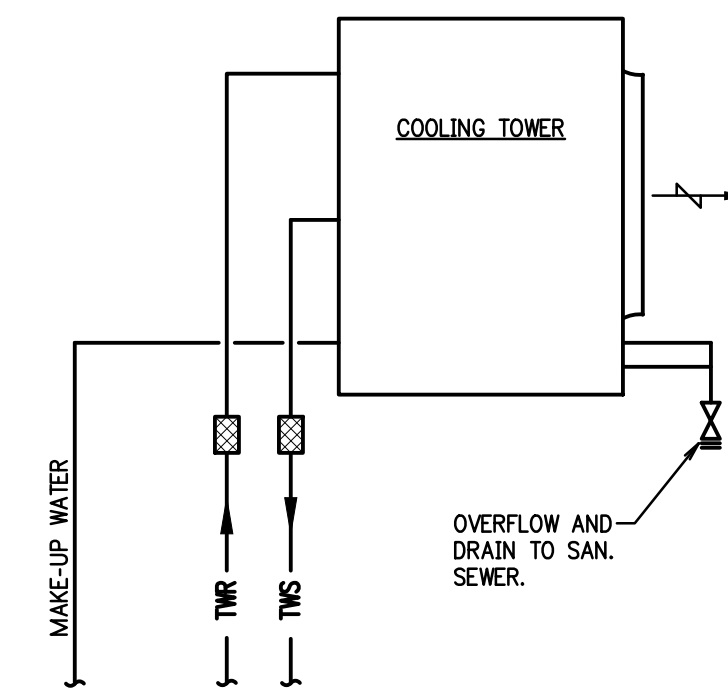 COOLING TOWER
OVERFLOW AND
DRAIN TO SAN.
SEWER.
MAKE-UP WATER
TWR
TWS